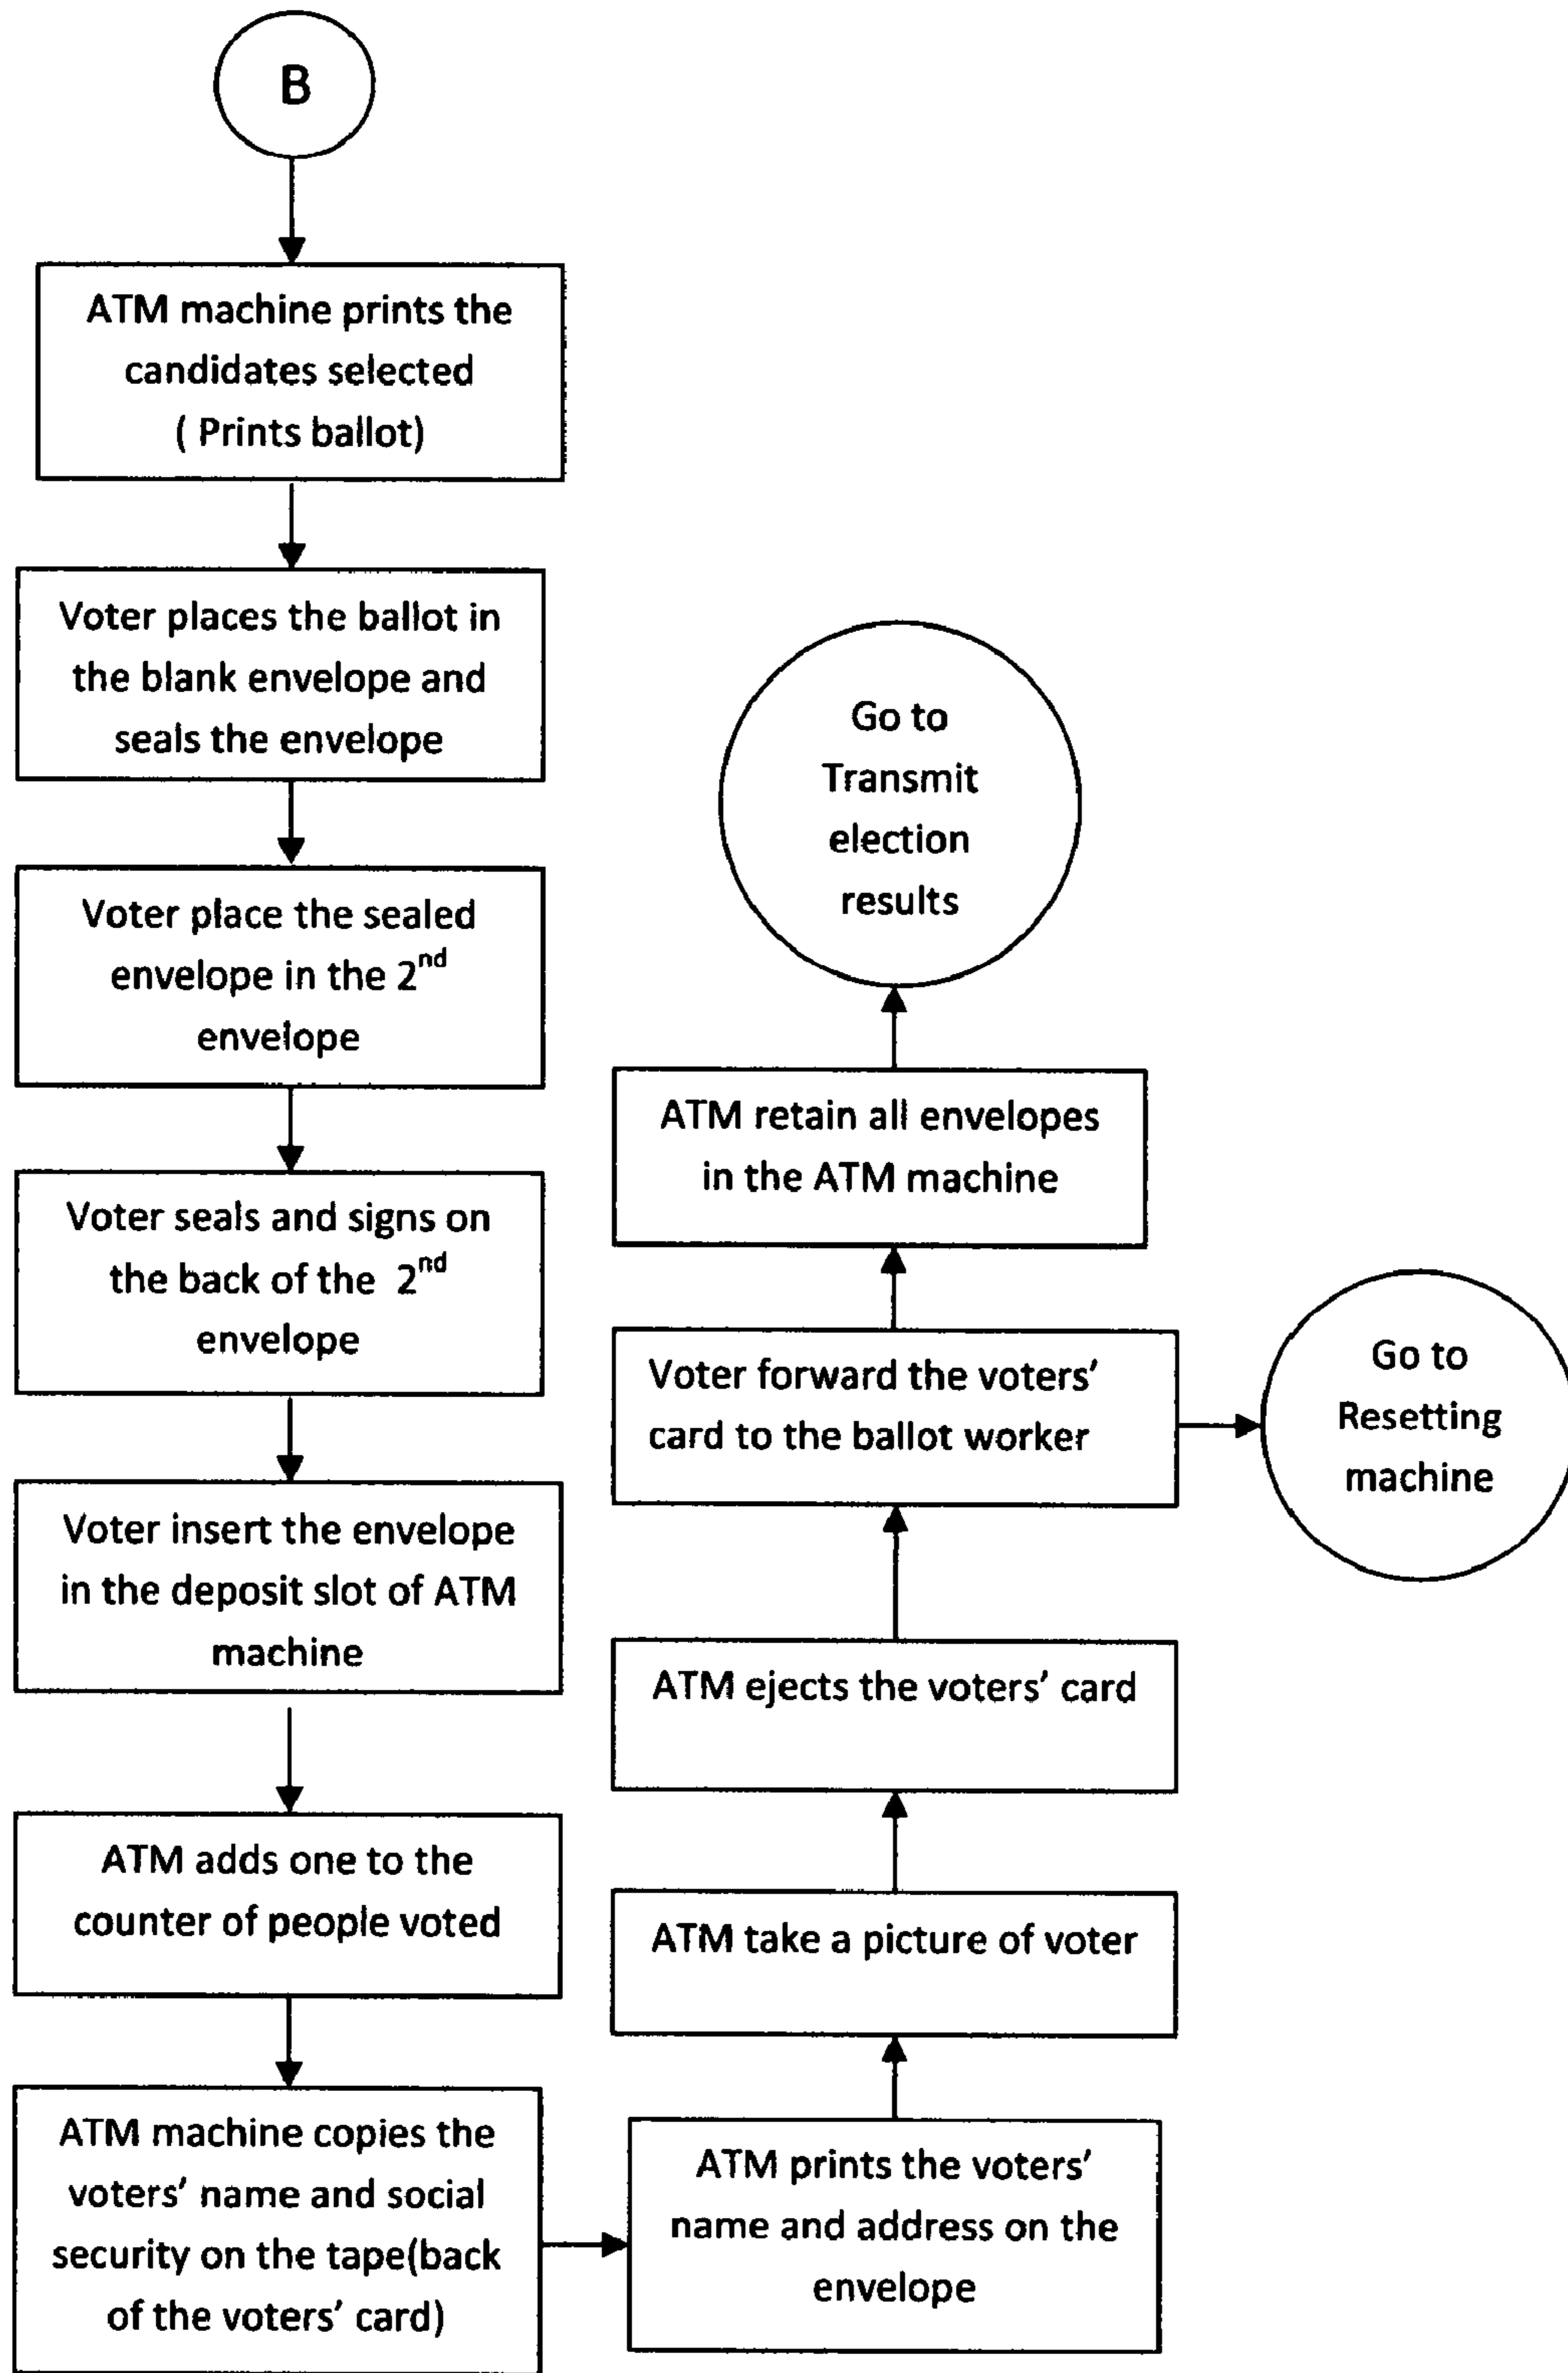 B
ATM machine prints the
candidates selected
( Prints ballot)
Voter places the ballot in
the blank envelope and
seals the envelope
Voter place the sealed
envelope in the 2nd
envelope
Voter seals and signs on
the back of the 2nd
envelope
Voter insert the envelope
in the deposit slot of ATM
machine
ATM adds one to the
counter of people voted
ATM machine copies the
voters’ name and social
security on the tape(back
of the voters’ card)
ATM prints the voters’
name and address on the
envelope
ATM take a picture of voter
ATM ejects the voters’ card
Voter forward the voters’
card to the ballot worker
Go to
Resetting
machine
ATM retain all envelopes
in the ATM machine
Go to
Transmit
election
results